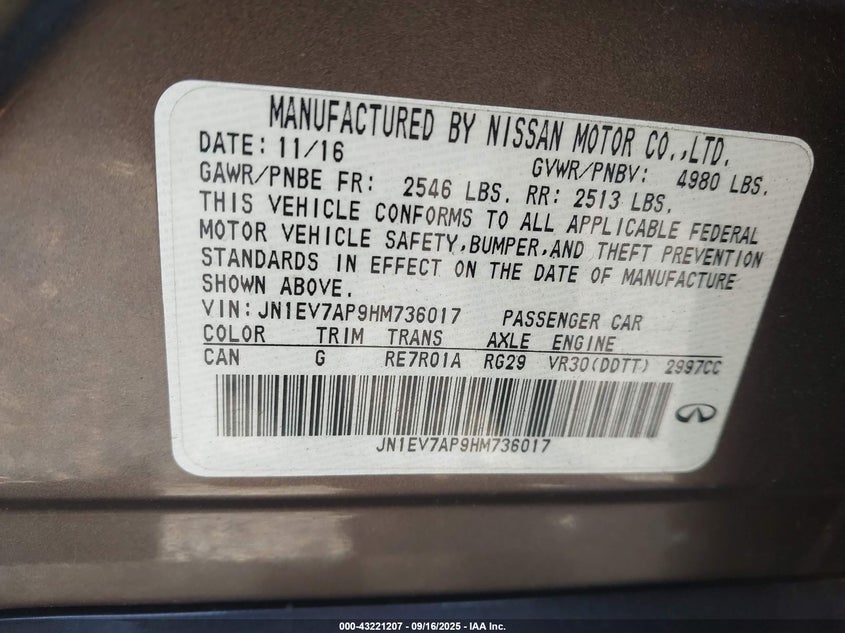 MANUFACTURED BY NISSAN MOTOR CO.,LTD.
DATE: 11/16 GVWR/PNBV: 4980 LBS.
GAWR/PNBE FR: 2546 LBS. RR: 2513 LBS.
THIS VEHICLE CONFORMS TO ALL APPLICABLE FEDERAL
MOTOR VEHICLE SAFETY,BUMPER,AND THEFT PREVENTION
STANDARDS IN EFFECT ON THE DATE OF MANUFACTURE
SHOWN ABOVE.
VIN: JN1EV7AP9HM736017 PASSENGER CAR
COLOR TRIM TRANS AXLE ENGINE
CAN G RE7R01A RG29 VR30(DDTT) 2997CC
JN1EV7AP9HM736017
000-43221207 - 09/16/2025 - IAA Inc.